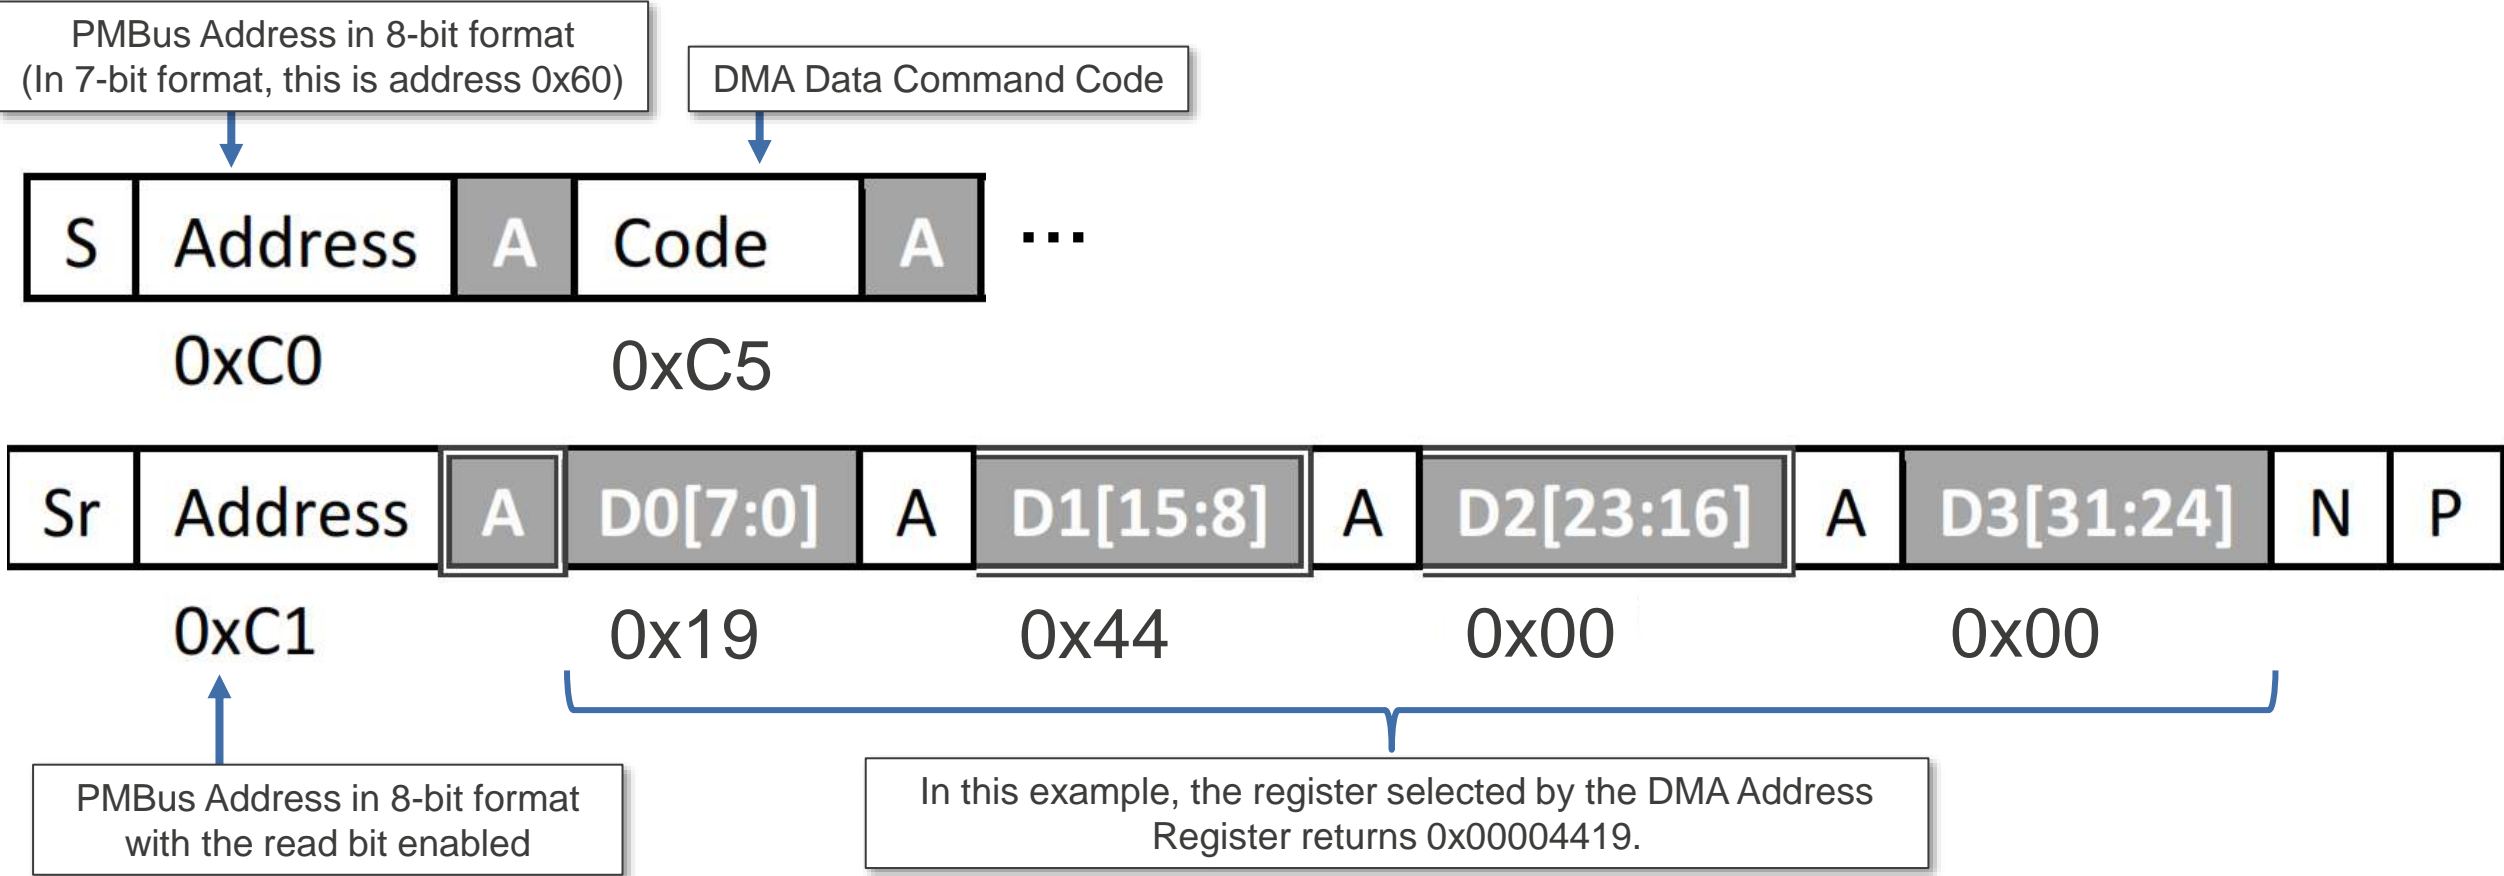 PMBus Address in 8-bit format
(In 7-bit format, this is address 0x60)
DMA Data Command Code
S Address A Code A ...
0xC0 0xC5
Sr Address A D0[7:0] A D1[15:8] A D2[23:16] A D3[31:24] N P
0xC1 0x19 0x44 0x00 0x00
PMBus Address in 8-bit format
with the read bit enabled
In this example, the register selected by the DMA Address
Register returns 0x00004419.